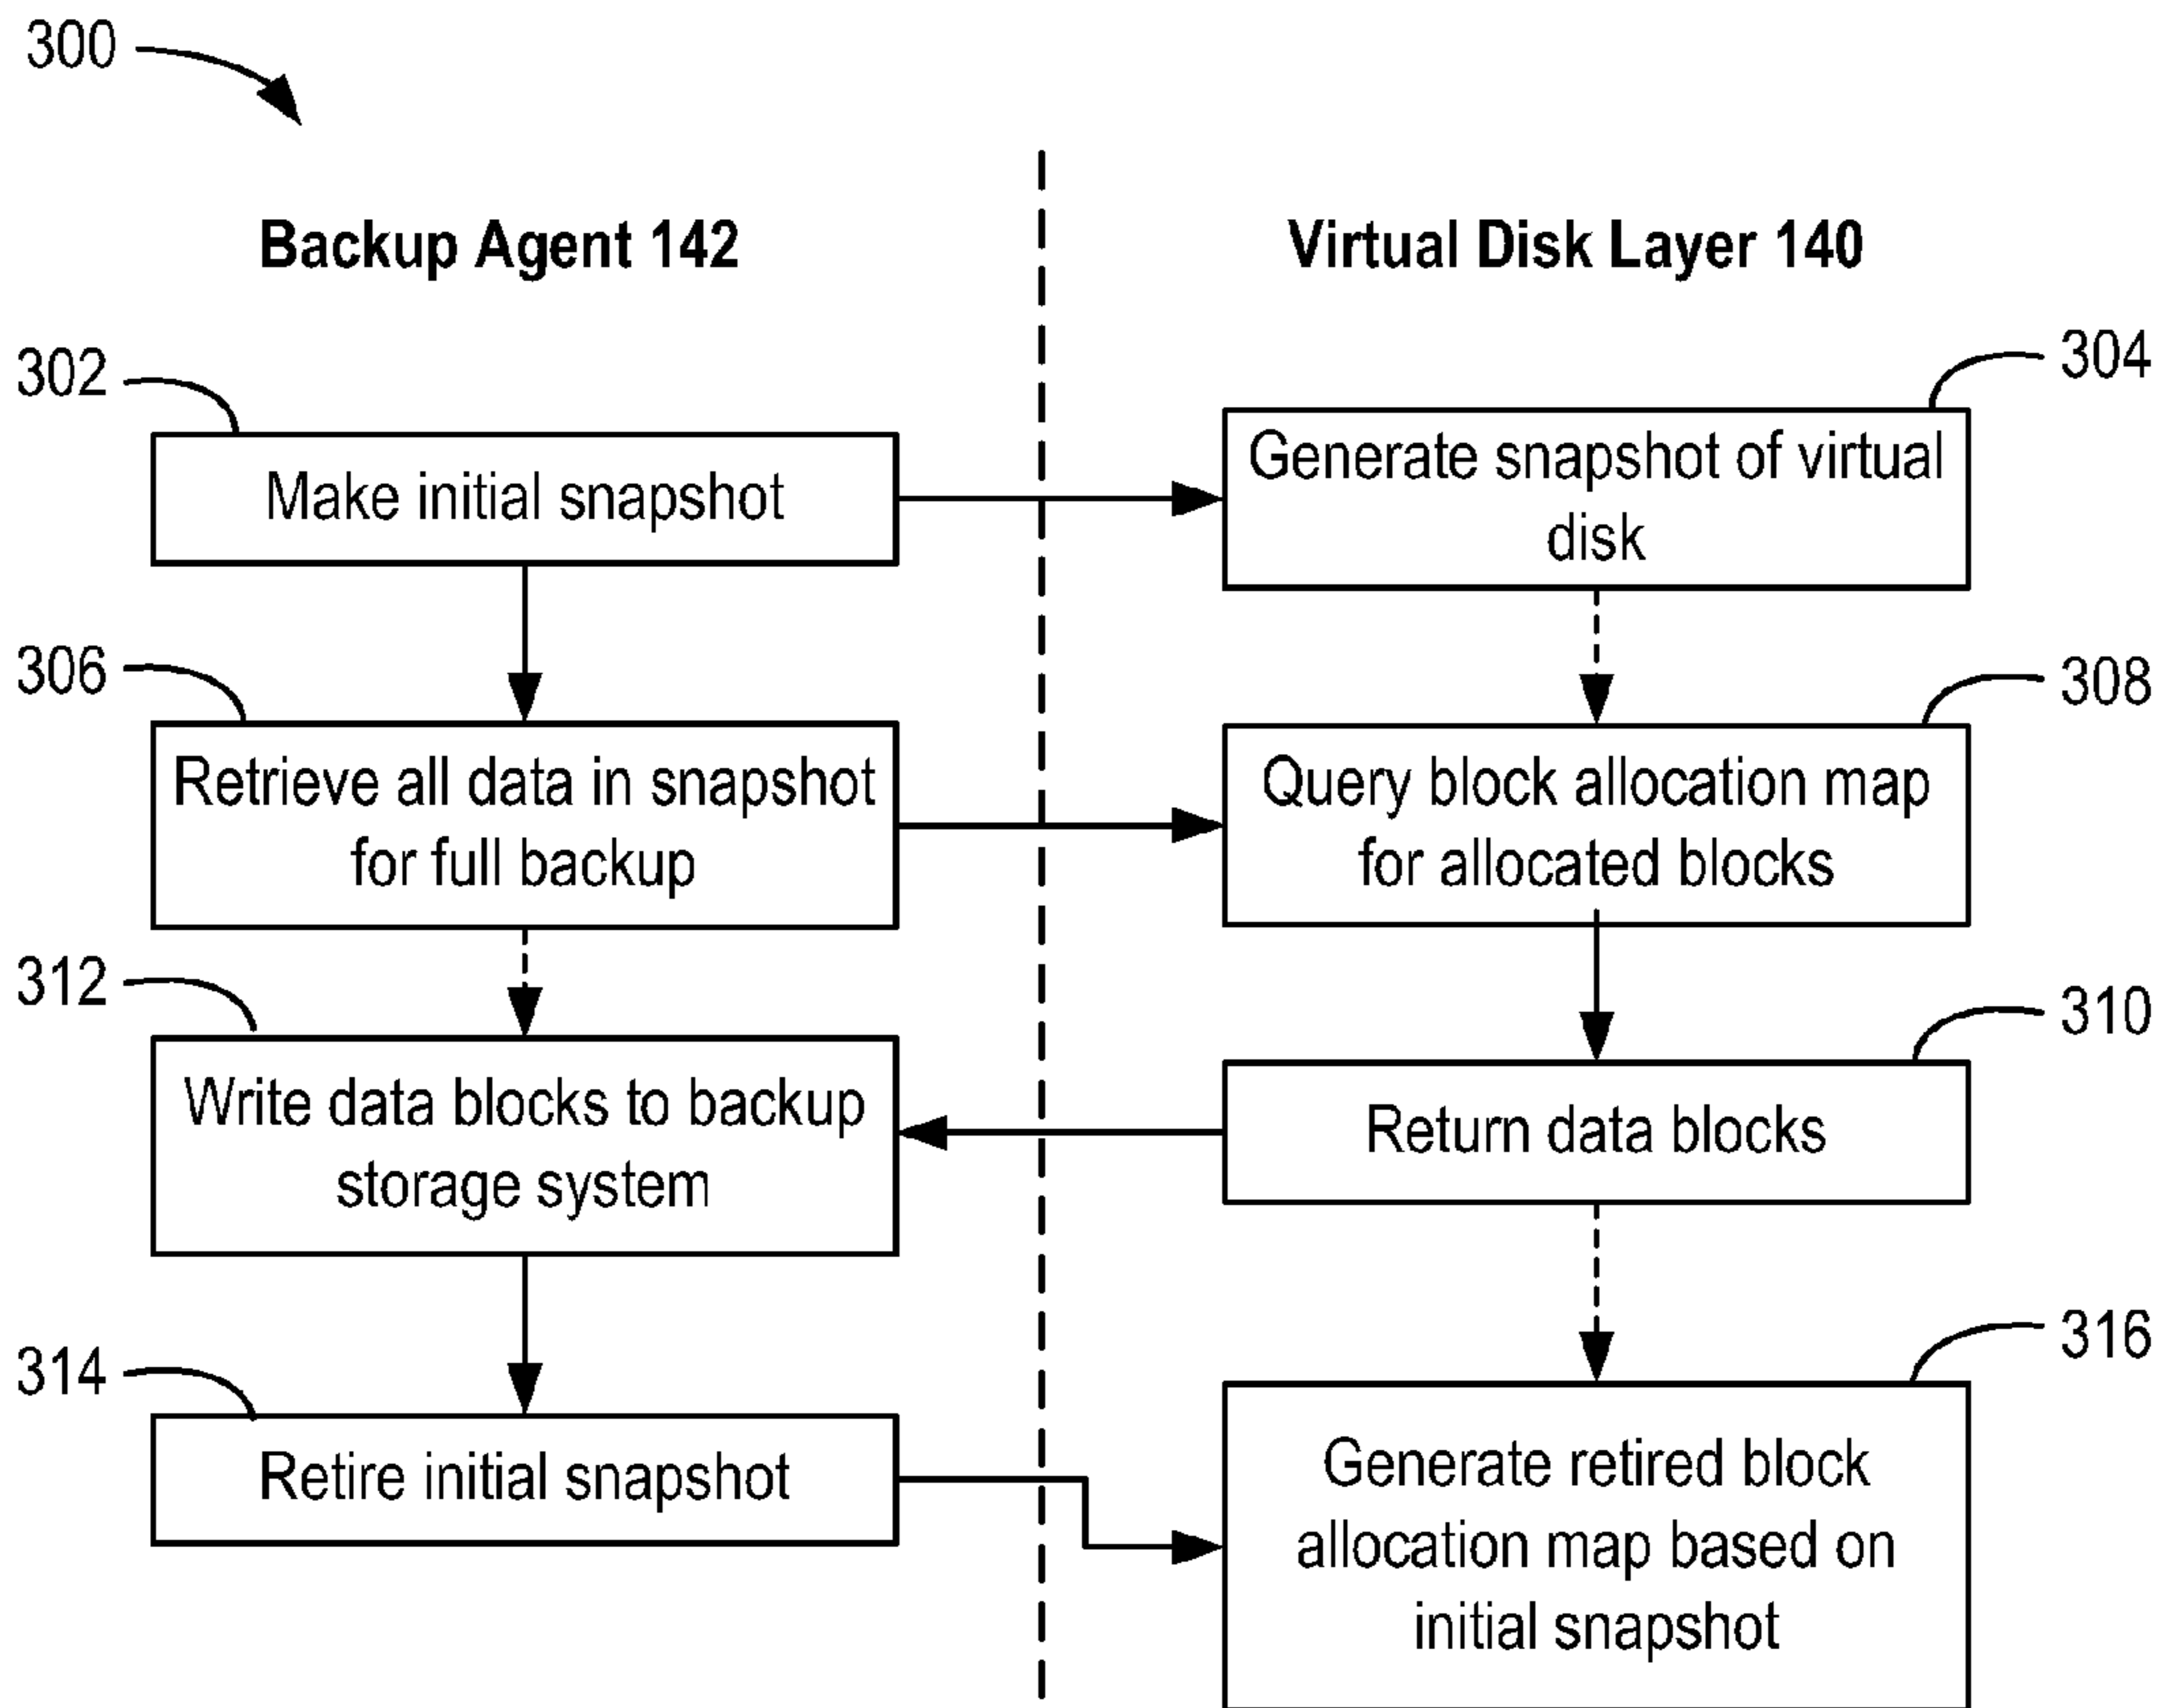 300
Backup Agent 142
Virtual Disk Layer 140
302
Make initial snapshot
304
Generate snapshot of virtual
disk
306
Retrieve all data in snapshot
for full backup
308
Query block allocation map
for allocated blocks
310
Return data blocks
312
Write data blocks to backup
storage system
314
Retire initial snapshot
316
Generate retired block
allocation map based on
initial snapshot